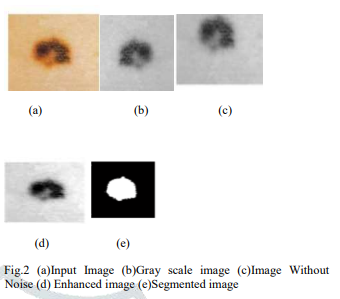 (a) (b) (c)
(d) (e)
Fig.2 (a)Input Image (b)Gray scale image (c)Image Without
Noise (d) Enhanced image (e)Segmented image